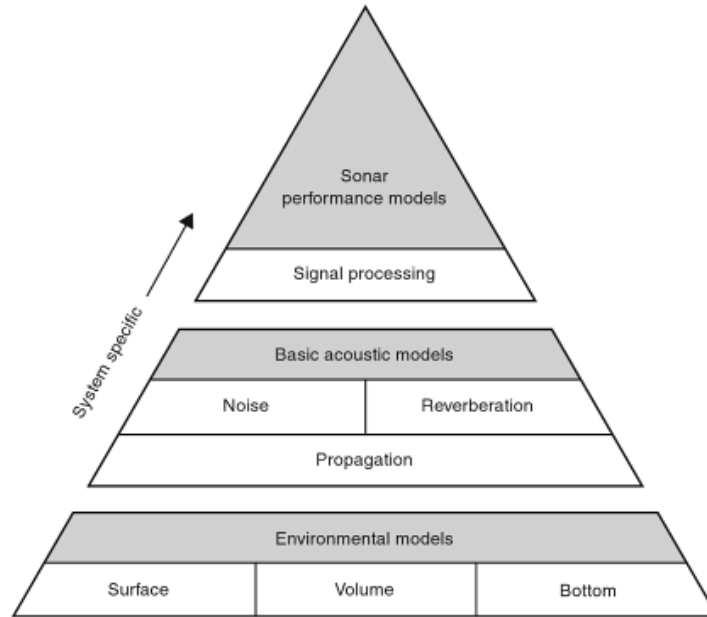 Sonar
performance models
Signal processing
System specific
Basic acoustic models
Noise
Reverberation
Propagation
Environmental models
Surface
Volume
Bottom